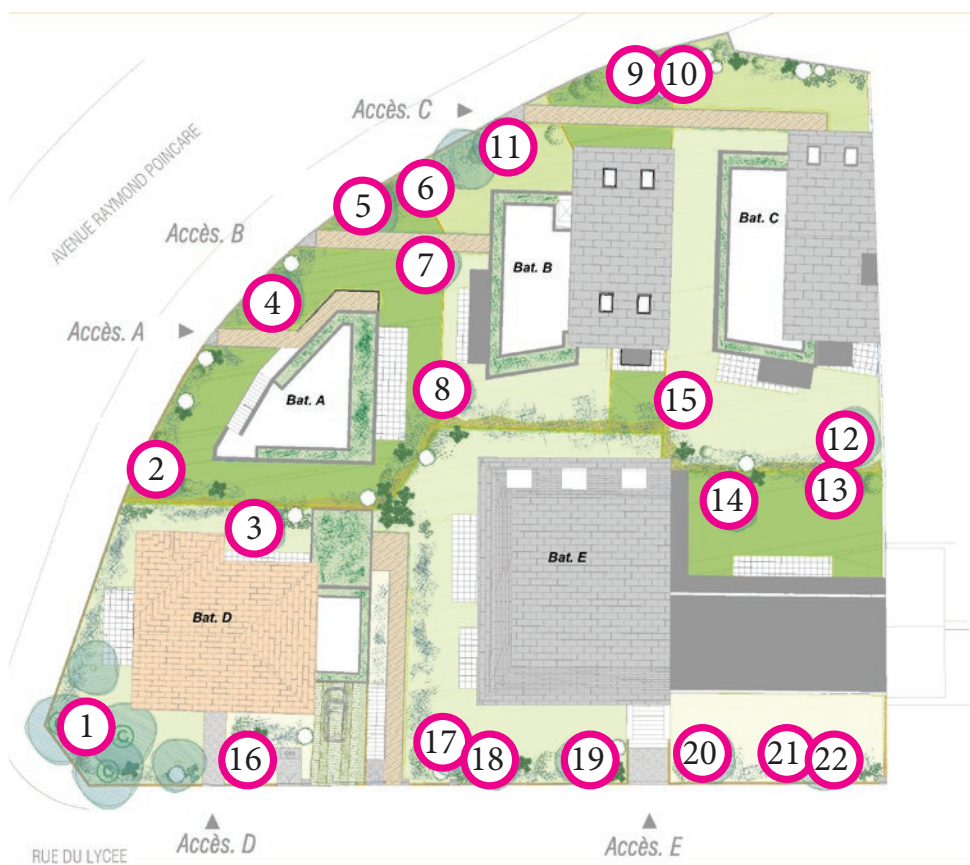 9
10
Accès. C
AVENUE RAYMOND POINCARE
11
6
5
Accès. B
7
Bat. B
Bat. C
4
Accès. A
8
Bat. A
15
12
2
13
14
3
Bat. E
Bat. D
1
C
C
C
16
17
18
19
20
21
22
Accès. D
Accès. E
RUE DU LYCEE